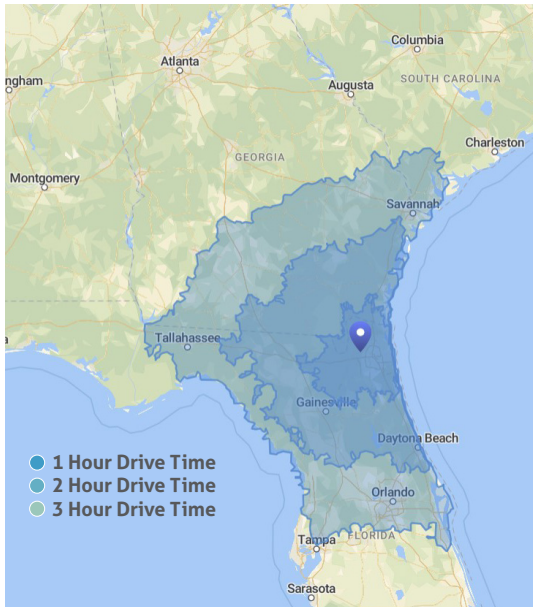 Columbia
Atlanta
ngham
Augusta
SOUTH CAROLINA
Charleston
GEORGIA
Montgomery
Savannah
a
Tallahassee
Gainesville
Daytona Beach
1 Hour Drive Time
2 Hour Drive Time
3 Hour Drive Time
Orlando
Tampa
FLORIDA
Sarasota